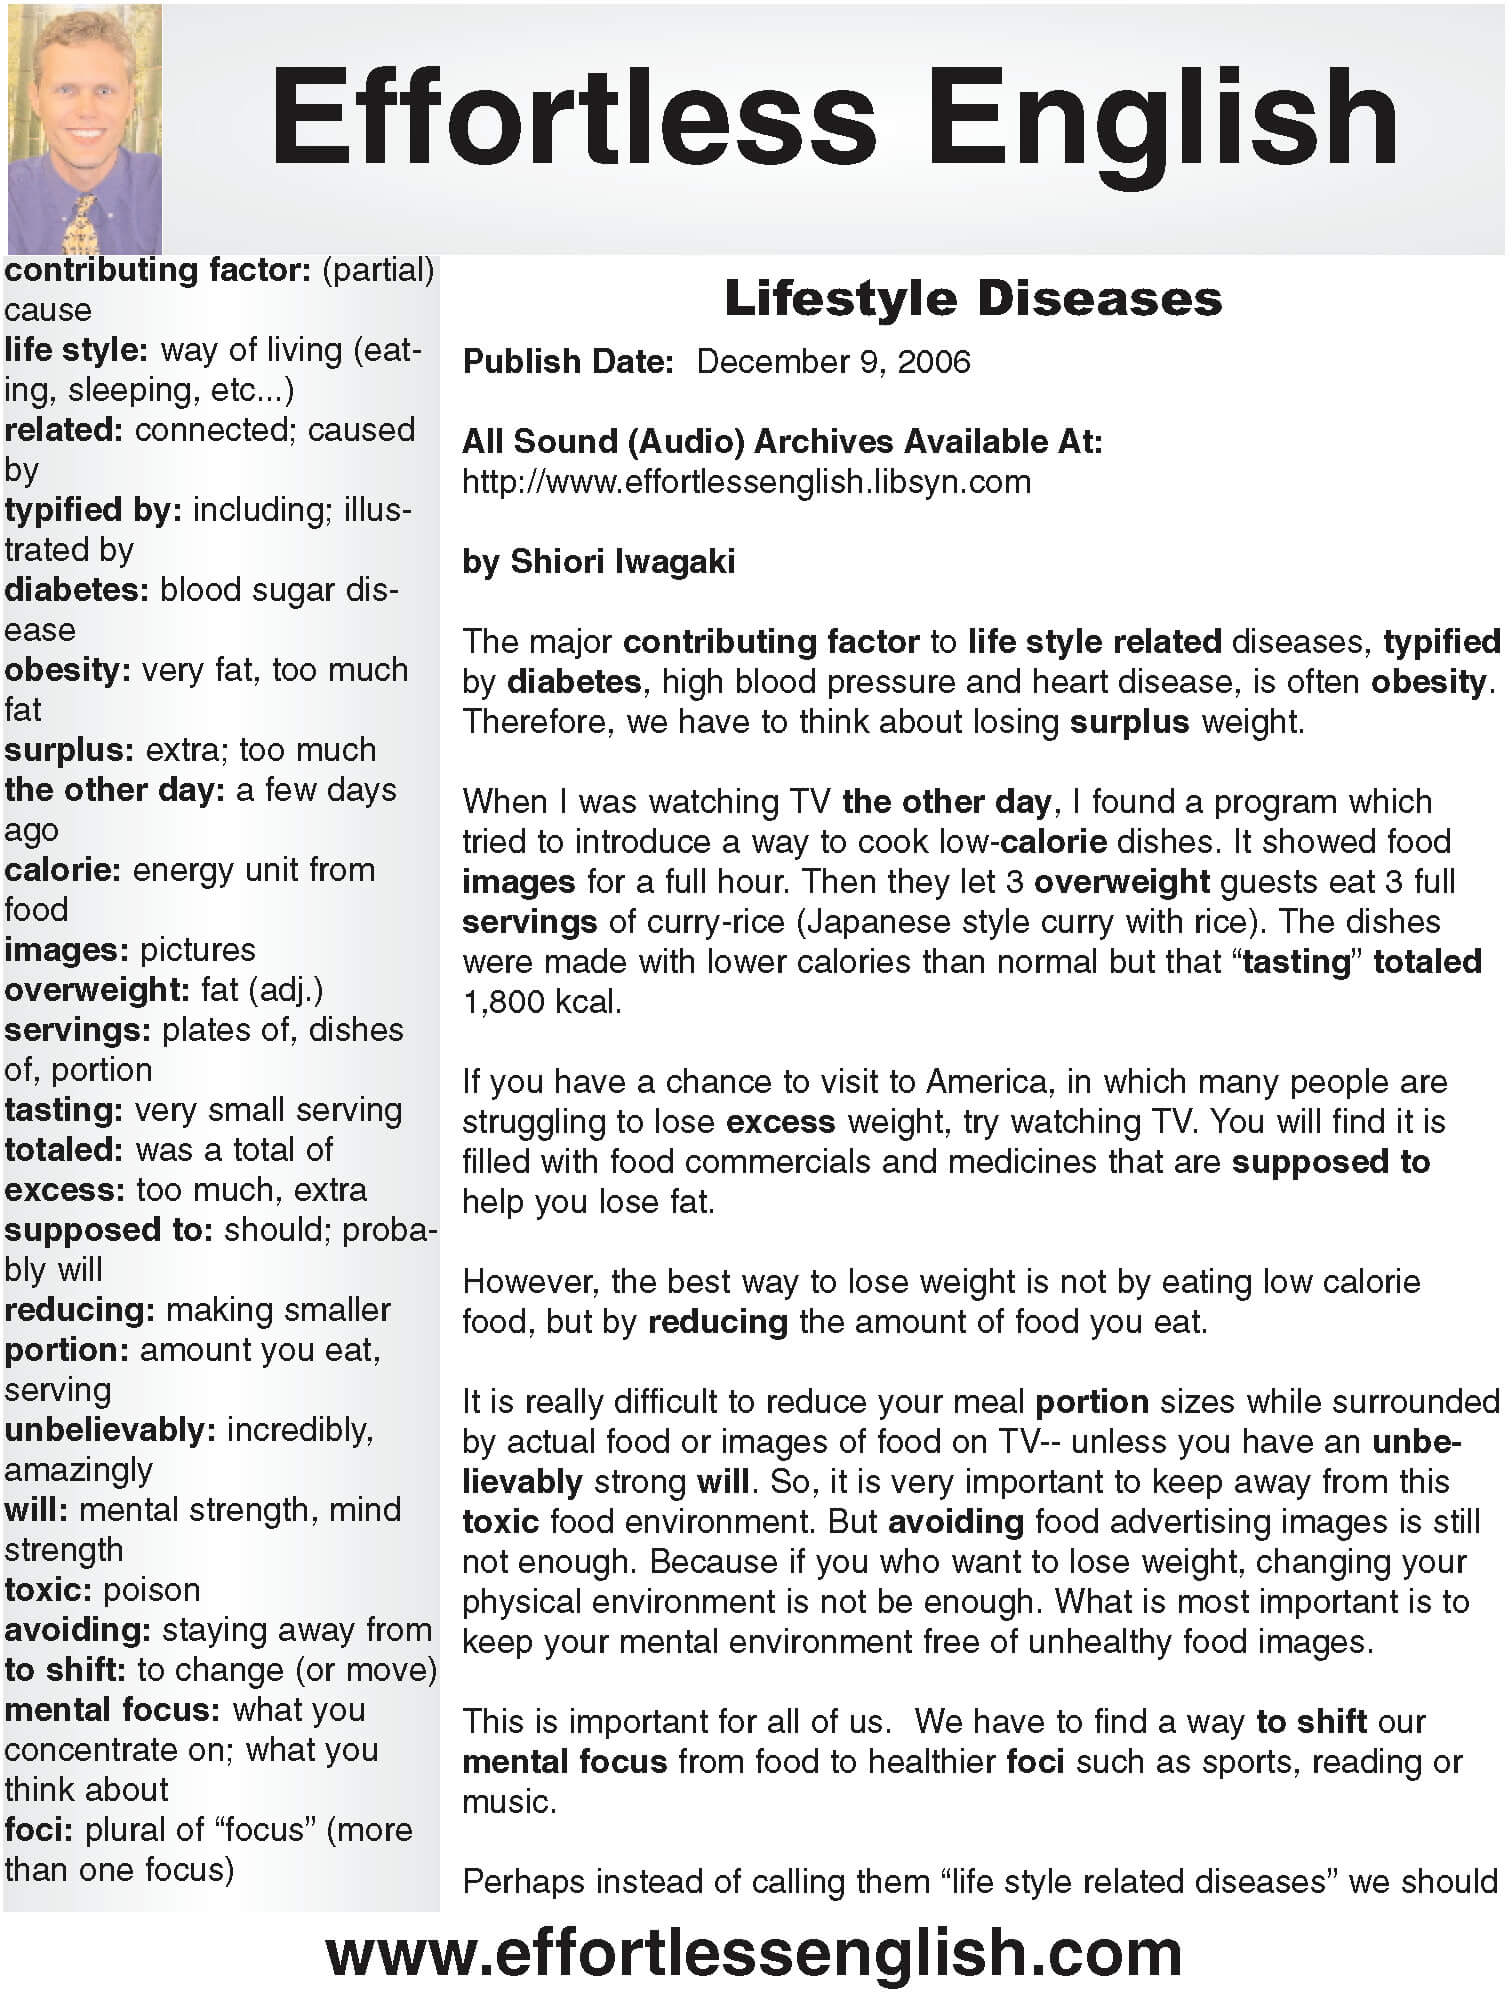 Effortless English
contributing factor: (partial)
cause
life style: way of living (eat-
ing, sleeping, etc...)
related: connected; caused
by
typified by: including; illus-
trated by
diabetes: blood sugar dis-
ease
obesity: very fat, too much
fat
surplus: extra; too much
the other day: a few days
ago
calorie: energy unit from
food
images: pictures
overweight: fat (adj.)
servings: plates of, dishes
of, portion
tasting: very small serving
totaled: was a total of
excess: too much, extra
supposed to: should; proba-
bly will
reducing: making smaller
portion: amount you eat,
serving
unbelievably: incredibly,
amazingly
will: mental strength, mind
strength
toxic: poison
avoiding: staying away from
to shift: to change (or move)
mental focus: what you
concentrate on; what you
think about
foci: plural of “focus” (more
than one focus)
Lifestyle Diseases
Publish Date:  December 9, 2006
All Sound (Audio) Archives Available At:
http://www.effortlessenglish.libsyn.com
by Shiori Iwagaki
The major contributing factor to life style related diseases, typified
by diabetes, high blood pressure and heart disease, is often obesity.
Therefore, we have to think about losing surplus weight.
When I was watching TV the other day, I found a program which
tried to introduce a way to cook low-calorie dishes. It showed food
images for a full hour. Then they let 3 overweight guests eat 3 full
servings of curry-rice (Japanese style curry with rice). The dishes
were made with lower calories than normal but that “tasting” totaled
1,800 kcal.
If you have a chance to visit to America, in which many people are
struggling to lose excess weight, try watching TV. You will find it is
filled with food commercials and medicines that are supposed to
help you lose fat.
However, the best way to lose weight is not by eating low calorie
food, but by reducing the amount of food you eat.
It is really difficult to reduce your meal portion sizes while surrounded
by actual food or images of food on TV-- unless you have an unbe-
lievably strong will. So, it is very important to keep away from this
toxic food environment. But avoiding food advertising images is still
not enough. Because if you who want to lose weight, changing your
physical environment is not be enough. What is most important is to
keep your mental environment free of unhealthy food images.
This is important for all of us.  We have to find a way to shift our
mental focus from food to healthier foci such as sports, reading or
music.
Perhaps instead of calling them “life style related diseases” we should
www.effortlessenglish.com